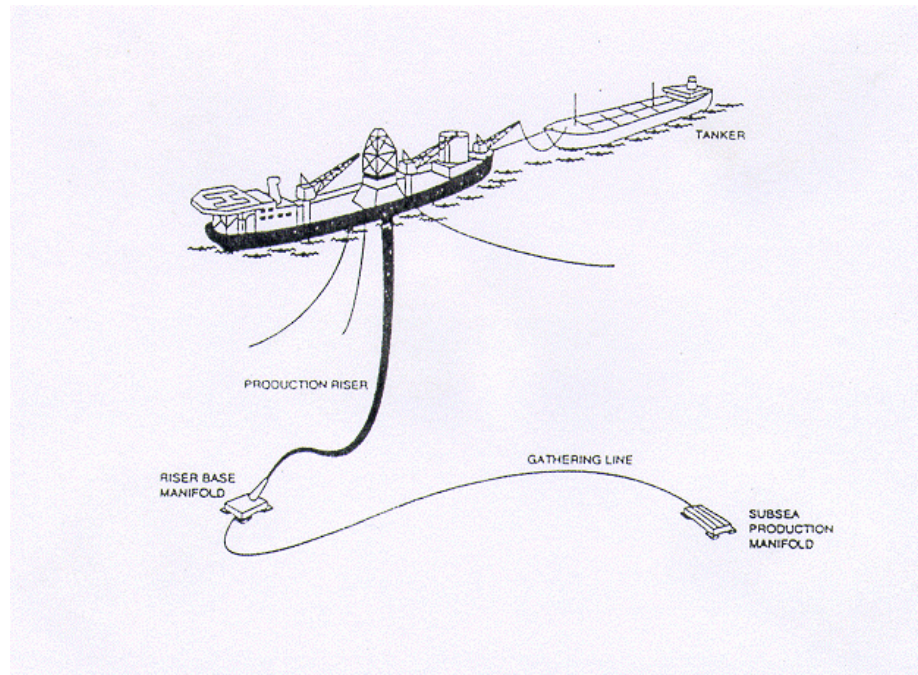 TANKER
PRODUCTION RISER
GATHERING LINE
RISER BASE
MANIFOLD
SUBSEA
PRODUCTION
MANIFOLD